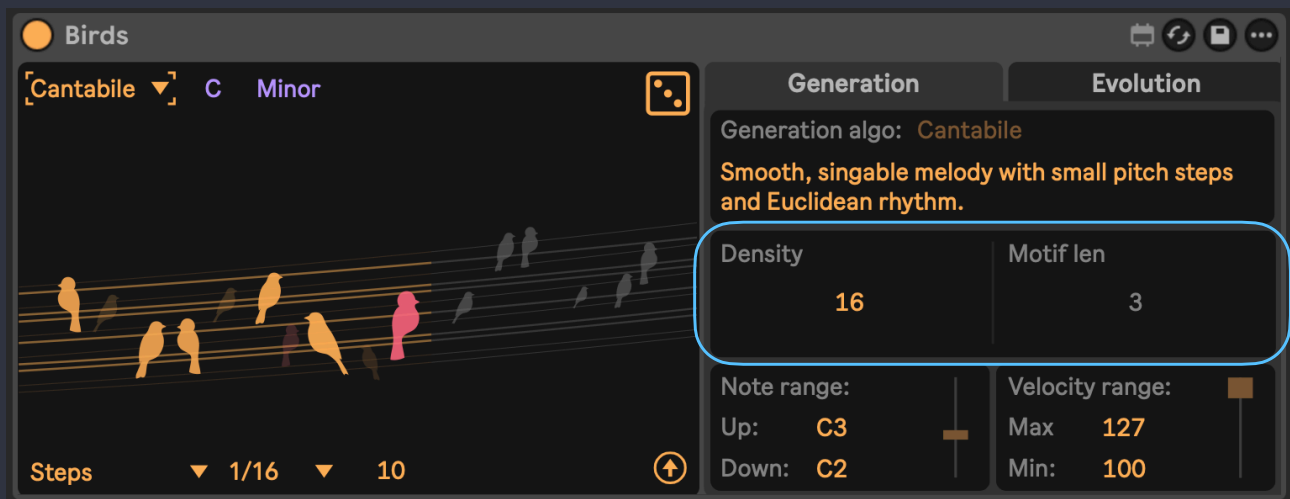 Birds
Cantabile C Minor
Steps 1/16 10
Generation Evolution
Generation algo: Cantabile
Smooth, singable melody with small pitch steps
and Euclidean rhythm.
Density Motif len
16 3
Note range: Velocity range:
Up: C3 Max 127
Down: C2 Min: 100